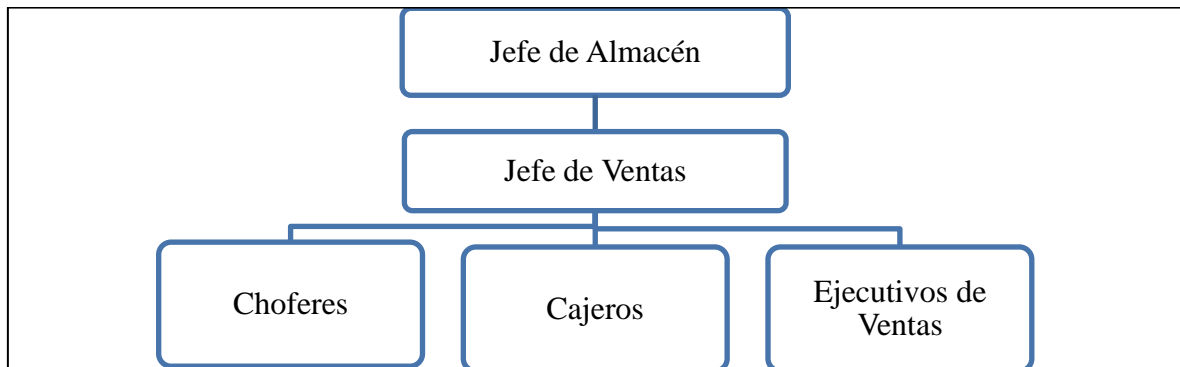 Jefe de Almacén
Jefe de Ventas
Choferes
Cajeros
Ejecutivos de
Ventas